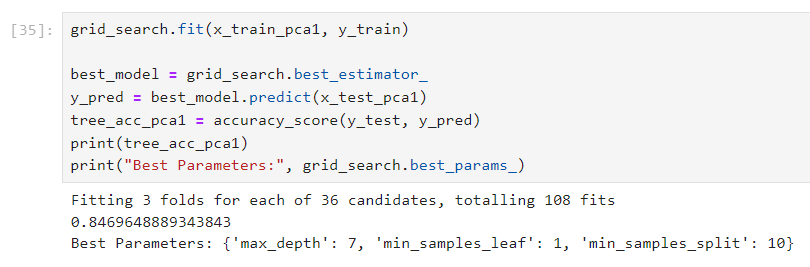 [35]: grid_search.fit(x_train_pca1, y_train)
best_model = grid_search.best_estimator_
y_pred = best_model.predict(x_test_pca1)
tree_acc_pca1 = accuracy_score(y_test, y_pred)
print(tree_acc_pca1)
print("Best Parameters:", grid_search.best_params_)
Fitting 3 folds for each of 36 candidates, totalling 108 fits
0.8469648889343843
Best Parameters: {'max_depth': 7, 'min_samples_leaf': 1, 'min_samples_split': 10}